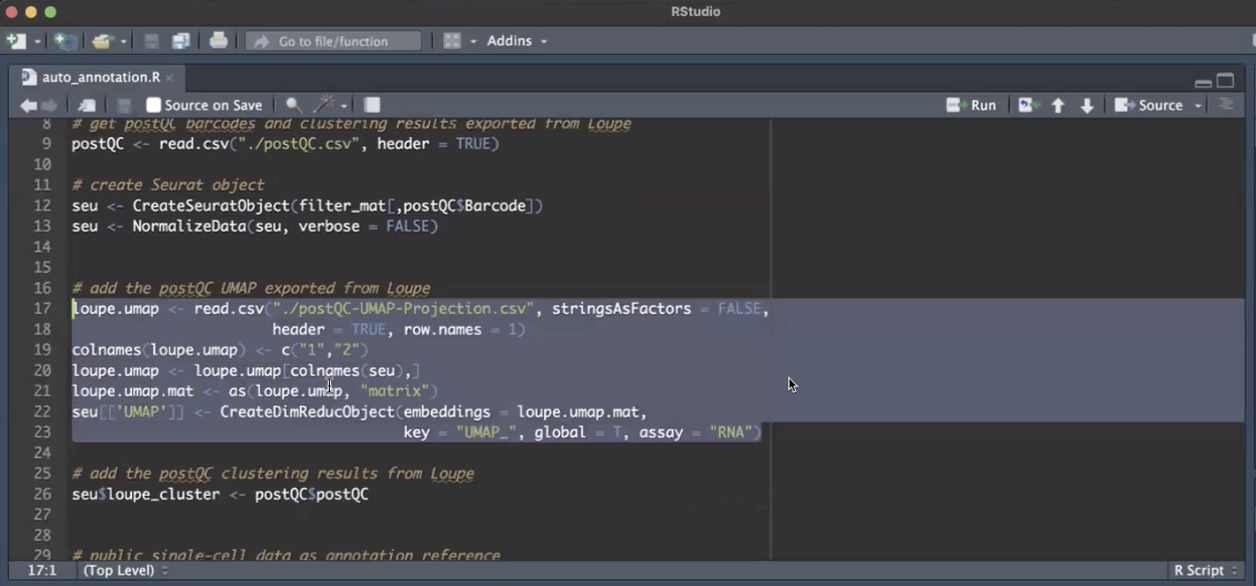 RStudio
Go to file/function
Addins
auto_annotation.R
Source on Save
Run
Source
8 # get postQC barcodes and clustering results exported from Loupe
9 postQC <- read.csv("./postQC.csv", header = TRUE)
10
11 # create Seurat object
12 seu <- CreateSeuratObject(filter_mat[,postQC$Barcode])
13 seu <- NormalizeData(seu, verbose = FALSE)
14
15
16 # add the postQC UMAP exported from Loupe
17 loupe.umap <- read.csv("./postQC-UMAP-Projection.csv", stringsAsFactors = FALSE,
18 header = TRUE, row.names = 1)
19 colnames(loupe.umap) <- c("1","2")
20 loupe.umap <- loupe.umap[colnames(seu),]
21 loupe.umap.mat <- as(loupe.umap, "matrix")
22 seu[['UMAP']] <- CreateDimReducObject(embeddings = loupe.umap.mat,
23 key = "UMAP_", global = T, assay = "RNA")
24
25 # add the postQC clustering results from Loupe
26 seu$loupe_cluster <- postQC$postQC
27
28
29 # public single-cell data as annotation reference
17:1 (Top Level) R Script